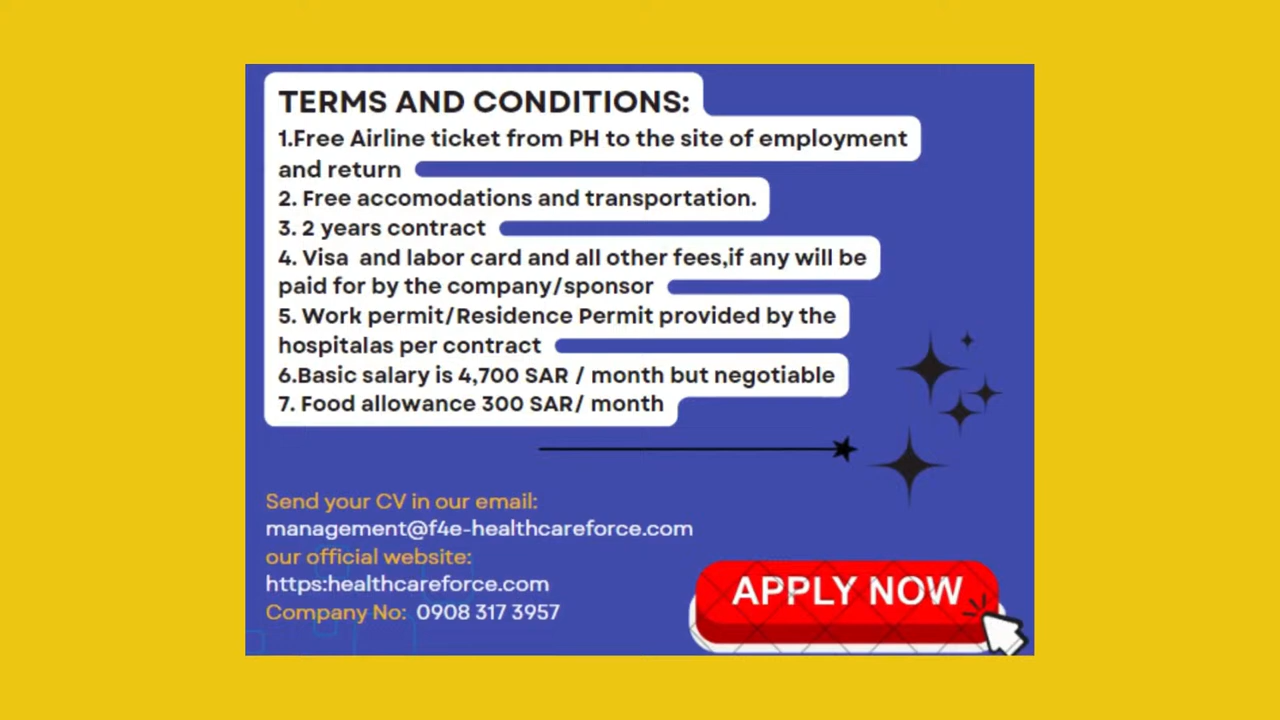 TERMS AND CONDITIONS:
1.Free Airline ticket from PH to the site of employment
and return
2. Free accomodations and transportation.
3. 2 years contract
4. Visa  and labor card and all other fees,if any will be
paid for by the company/sponsor
5. Work permit/Residence Permit provided by the
hospitalas per contract
6.Basic salary is 4,700 SAR / month but negotiable
7. Food allowance 300 SAR/ month
Send your CV in our email:
management@f4e-healthcareforce.com
our official website:
https:healthcareforce.com
Company No: 0908 317 3957
APPLY NOW